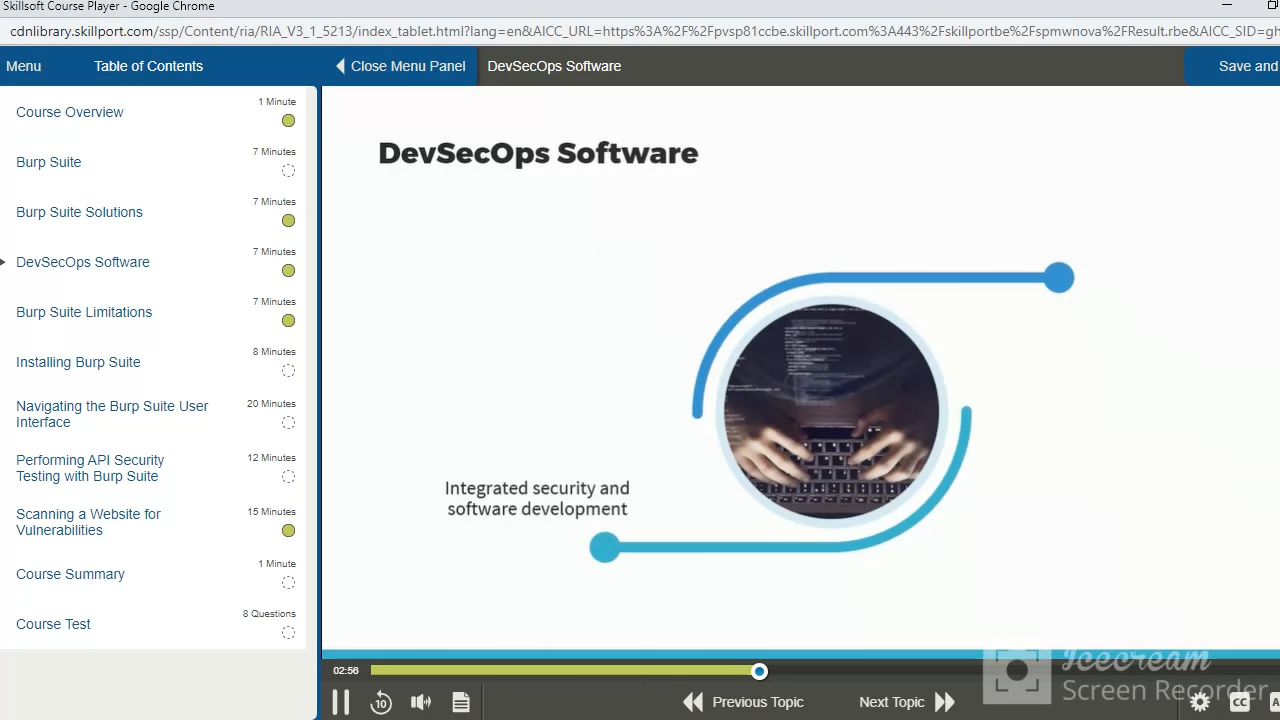 Skillsoft Course Player - Google Chrome
cdnlibrary.skillport.com/ssp/Content/ria/RIA_V3_1_5213/index_tablet.html?lang=en&AICC_URL=https%3A%2F%2Fpvsp81ccbe.skillport.com%3A443%2Fskillportbe%2Fspmwnova%2FResult.rbe&AICC_SID=gh
Menu
Table of Contents
Close Menu Panel
DevSecOps Software
Save and
Course Overview
1 Minute
Burp Suite
7 Minutes
Burp Suite Solutions
7 Minutes
DevSecOps Software
7 Minutes
Burp Suite Limitations
7 Minutes
Installing Burp Suite
8 Minutes
Navigating the Burp Suite User
Interface
20 Minutes
Performing API Security
Testing with Burp Suite
12 Minutes
Scanning a Website for
Vulnerabilities
15 Minutes
Course Summary
1 Minute
Course Test
8 Questions
DevSecOps Software
Integrated security and
software development
02:56
10
Previous Topic
Next Topic
CC
A
Icecream
Screen Recorder